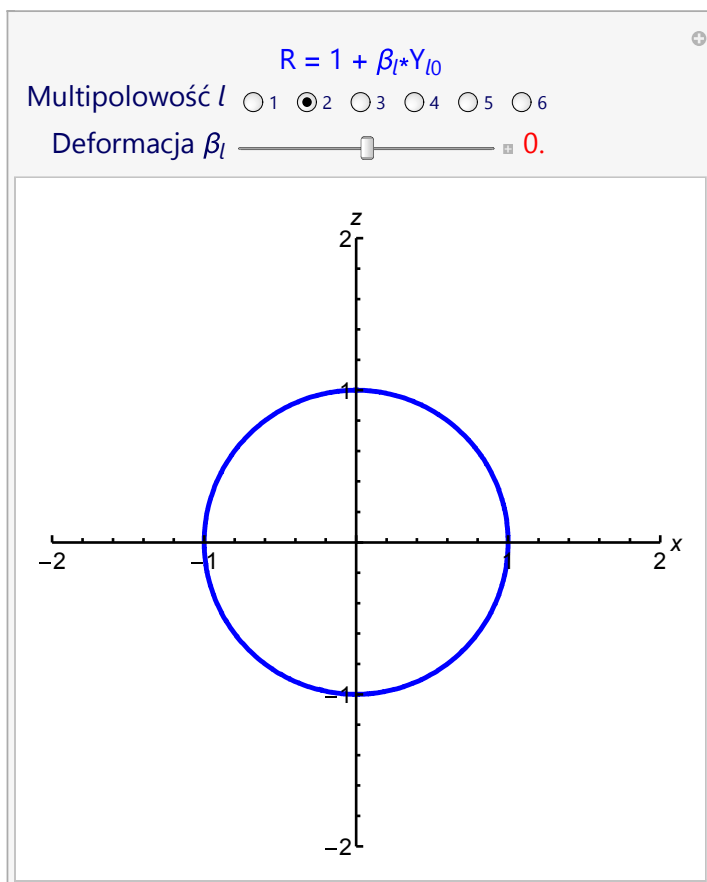 R = 1 + βl*Yl0
Multipolowość l 1 2 3 4 5 6
Deformacja βl 0.
z
2
1
−2 −1 1 2 x
−1
−2